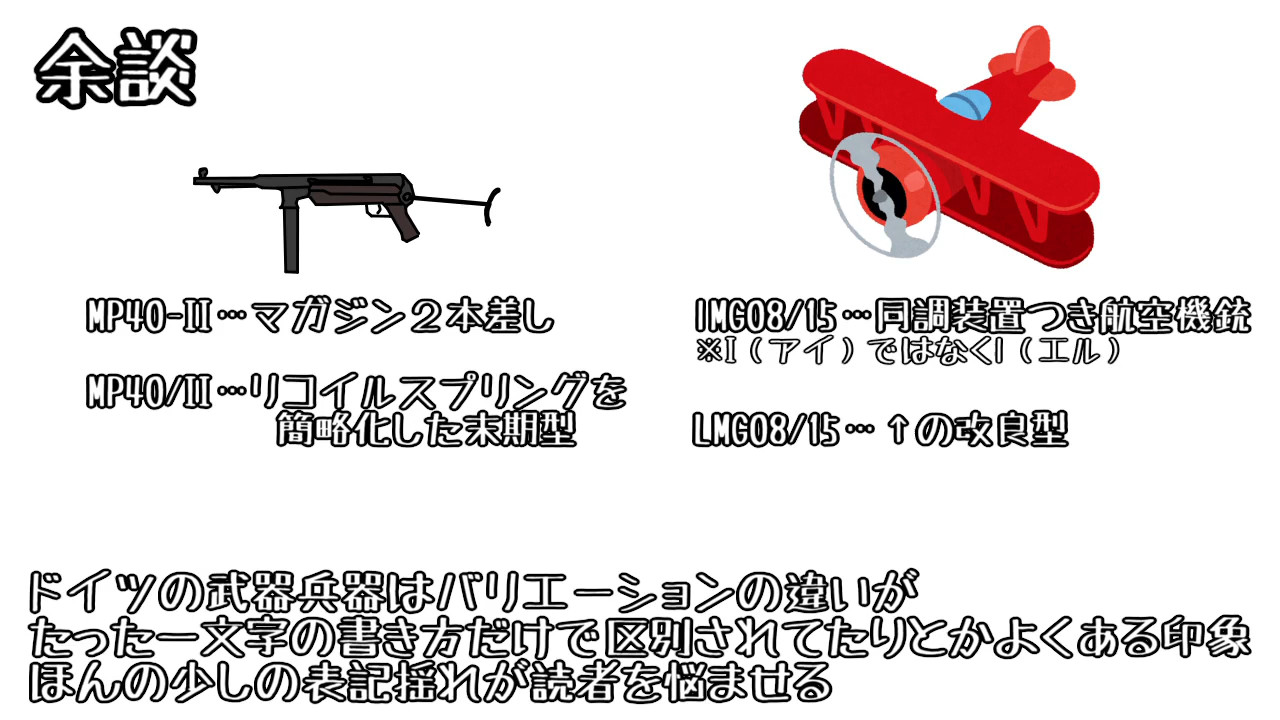 余談
MP40-II…マガジン２本差し
MP40/II…リコイルスプリングを
簡略化した末期型
lMG08/15…同調装置つき航空機銃
※I（アイ）ではなくl（エル）
LMG08/15…↑の改良型
ドイツの武器兵器はバリエーションの違いが
たった一文字の書き方だけで区別されてたりとかよくある印象
ほんの少しの表記揺れが読者を悩ませる